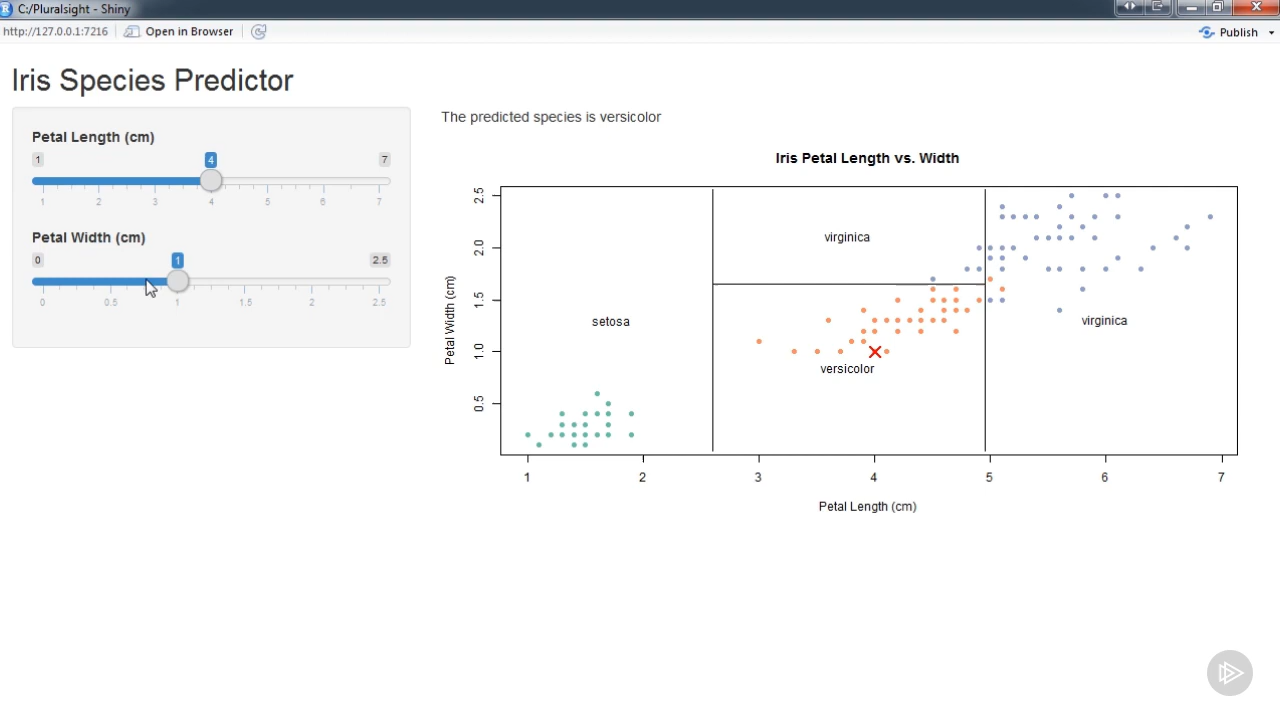 C:/Pluralsight - Shiny
http://127.0.0.1:7216 Open in Browser Publish
Iris Species Predictor
Petal Length (cm)
1 4 7
1 2 3 4 5 6 7
Petal Width (cm)
0 1 2.5
0 0.5 1 1.5 2 2.5
The predicted species is versicolor
Iris Petal Length vs. Width
2.5
2.0
1.5
1.0
0.5
Petal Width (cm)
virginica
setosa
virginica
versicolor
1 2 3 4 5 6 7
Petal Length (cm)